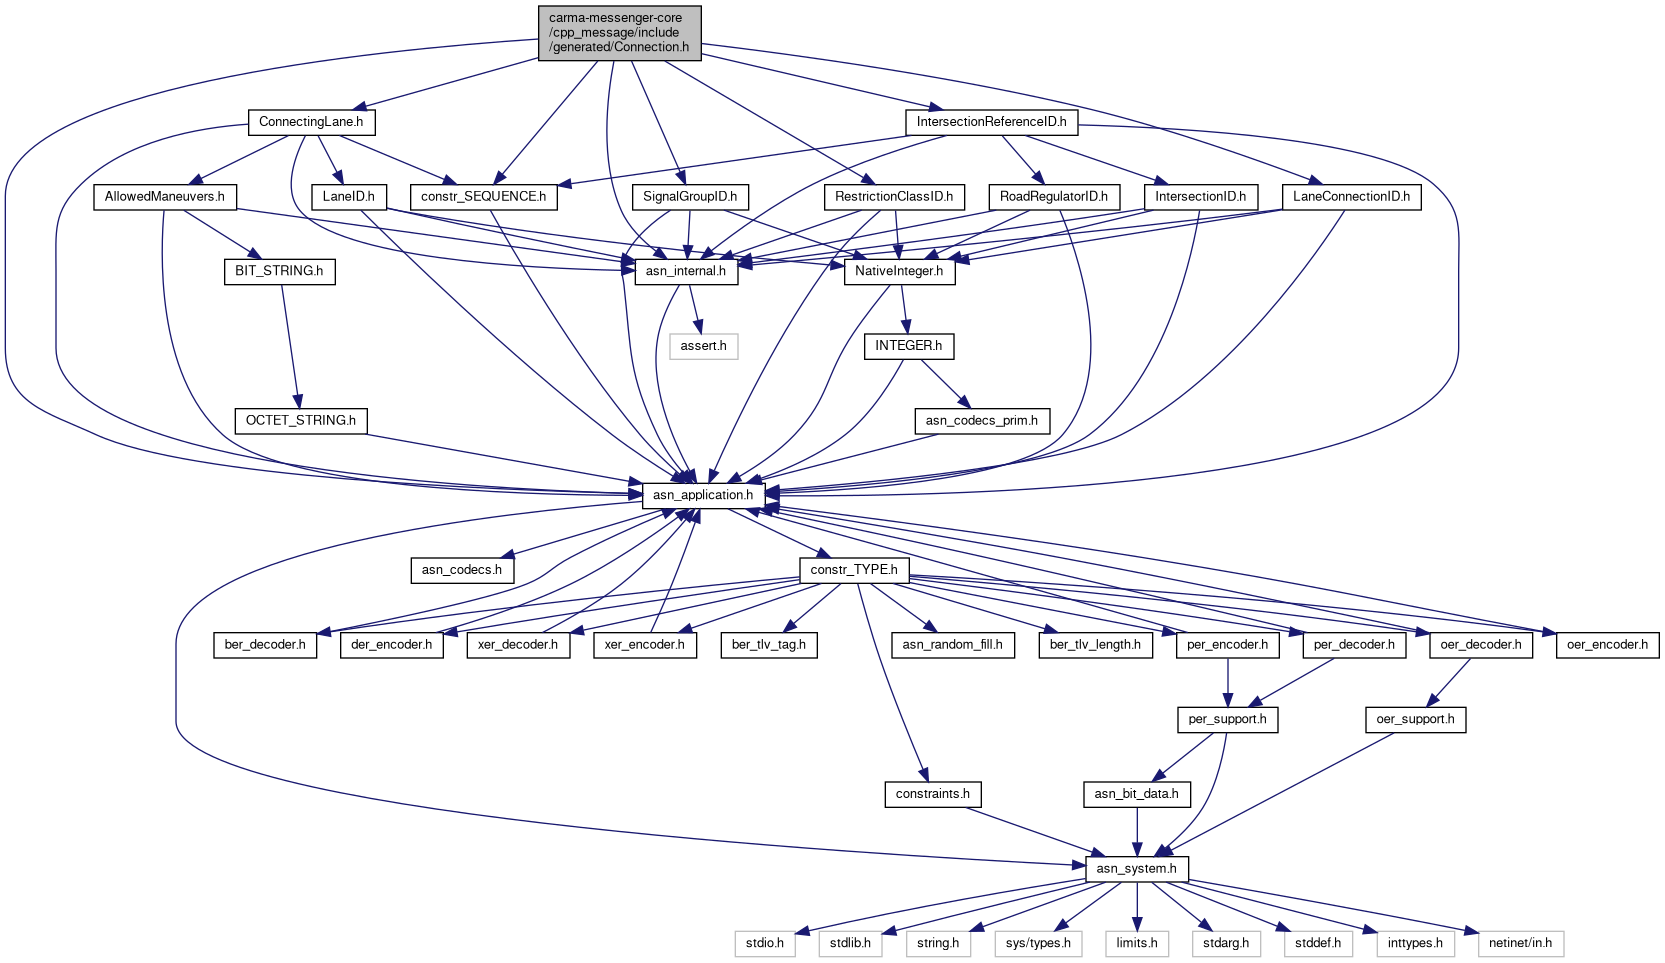 carma-messenger-core
/cpp_message/include
/generated/Connection.h
ConnectingLane.h
IntersectionReferenceID.h
AllowedManeuvers.h
LaneID.h
constr_SEQUENCE.h
SignalGroupID.h
RestrictionClassID.h
RoadRegulatorID.h
IntersectionID.h
LaneConnectionID.h
BIT_STRING.h
asn_internal.h
NativeInteger.h
assert.h
INTEGER.h
OCTET_STRING.h
asn_codecs_prim.h
asn_application.h
asn_codecs.h
constr_TYPE.h
ber_decoder.h
der_encoder.h
xer_decoder.h
xer_encoder.h
ber_tlv_tag.h
asn_random_fill.h
ber_tlv_length.h
per_encoder.h
per_decoder.h
oer_decoder.h
oer_encoder.h
per_support.h
oer_support.h
constraints.h
asn_bit_data.h
asn_system.h
stdio.h
stdlib.h
string.h
sys/types.h
limits.h
stdarg.h
stddef.h
inttypes.h
netinet/in.h